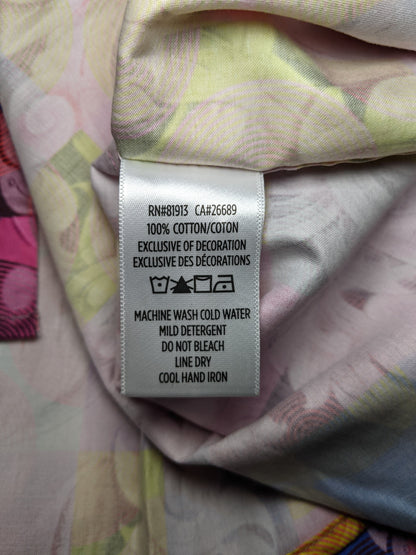 RN#81913 CA#26689
100% COTTON/COTON
EXCLUSIVE OF DECORATION
EXCLUSIVE DES DÉCORATIONS
MACHINE WASH COLD WATER
MILD DETERGENT
DO NOT BLEACH
LINE DRY
COOL HAND IRON